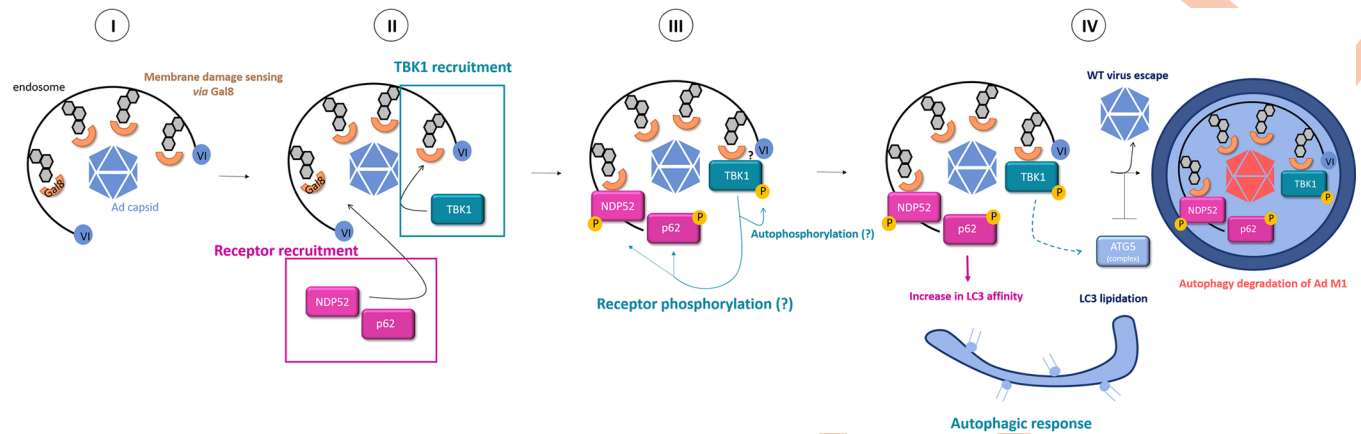 I
endosome
Membrane damage sensing
via Gal8
Gal8
VI
Ad capsid
VI
II
TBK1 recruitment
Gal8
VI
TBK1
VI
Receptor recruitment
NDP52
p62
III
?
VI
TBK1
P
NDP52
P
p62
P
Autophosphorylation (?)
Receptor phosphorylation (?)
IV
VI
TBK1
P
NDP52
P
p62
P
Increase in LC3 affinity
ATG5
(complex)
LC3 lipidation
Autophagic response
WT virus escape
VI
TBK1
P
NDP52
P
p62
P
Autophagy degradation of Ad M1